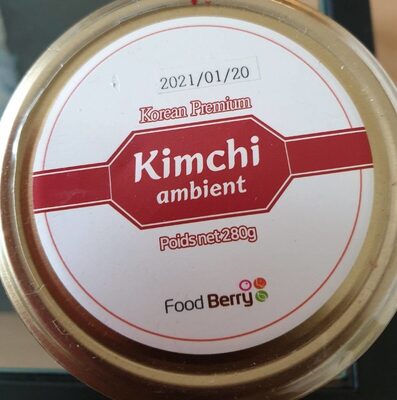 2021/01/20
Korean Premium
Kimchi
ambient
Poids net 280g
Food Berry